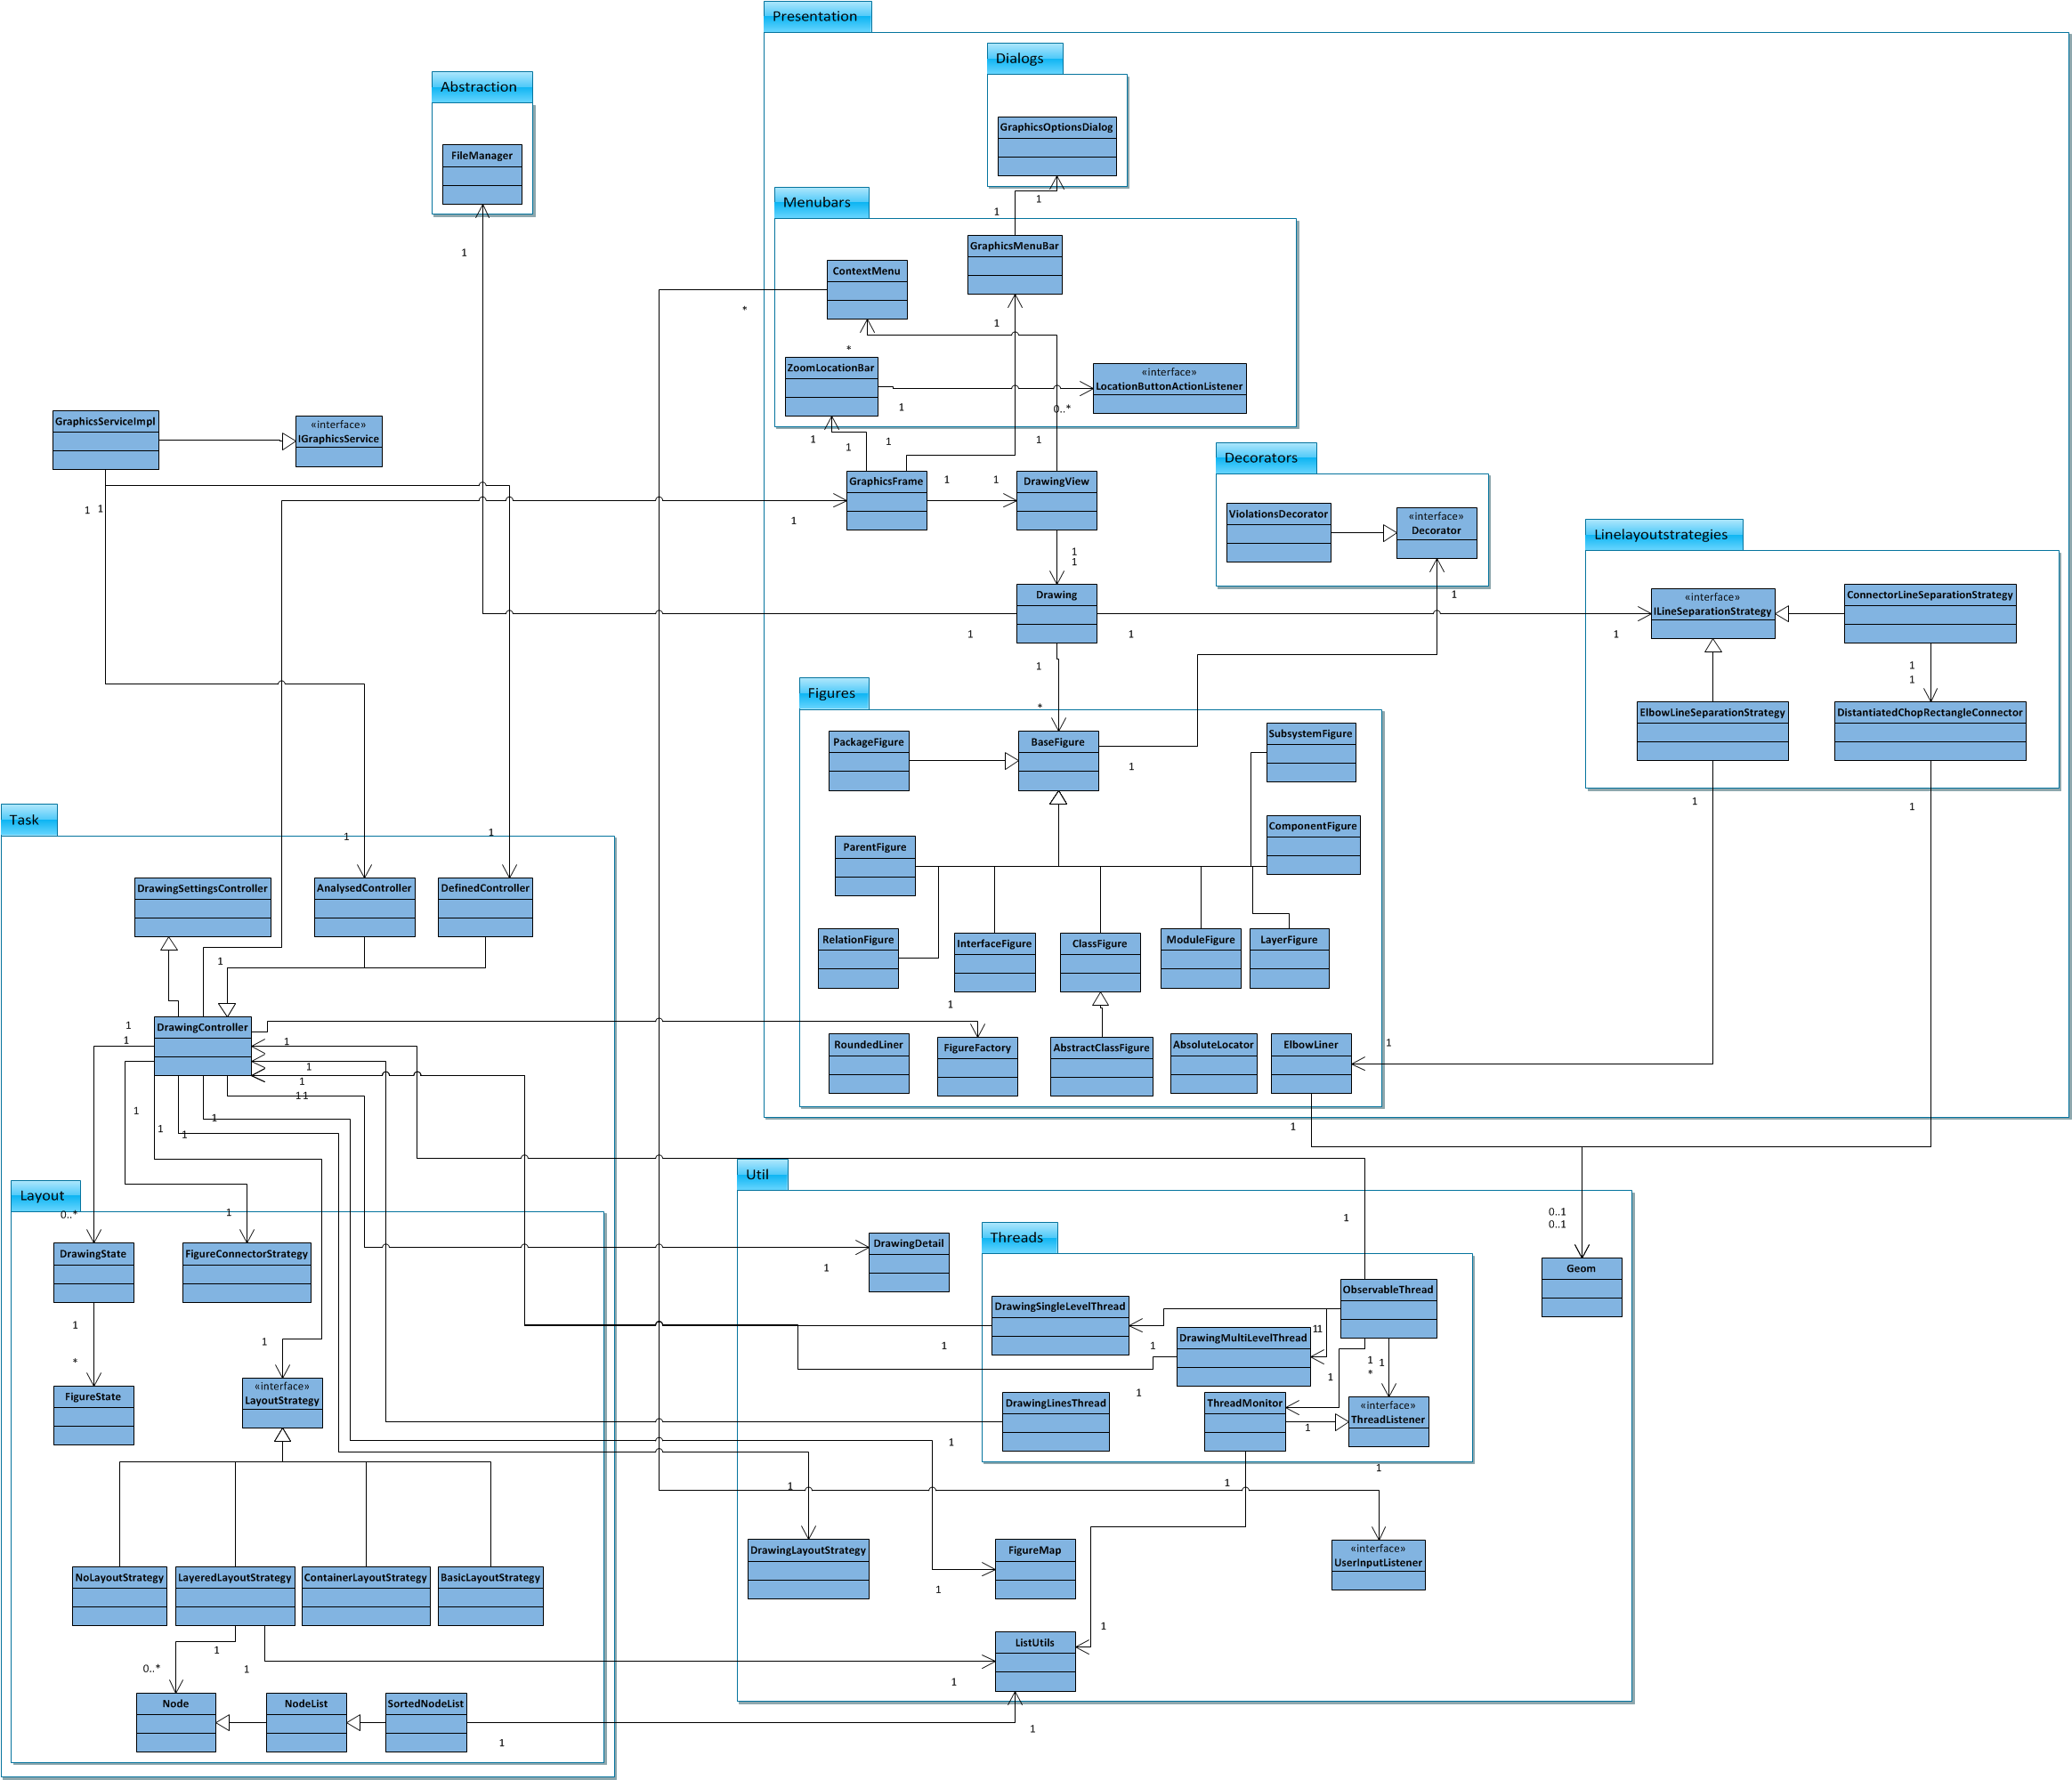 Presentation
Dialogs
GraphicsOptionsDialog
Abstraction
FileManager
1
1
1
Menubars
GraphicsMenuBar
ContextMenu
*
1
*
ZoomLocationBar
«interface»
LocationButtonActionListener
1
0..*
1
1
1
1
GraphicsServiceImpl
«interface»
IGraphicsService
1
1
GraphicsFrame
1
1
DrawingView
1
1
1
Decorators
ViolationsDecorator
«interface»
Decorator
1
Drawing
1
1
1
*
Linelayoutstrategies
«interface»
ILineSeparationStrategy
1
ConnectorLineSeparationStrategy
1
1
ElbowLineSeparationStrategy
DistantiatedChopRectangleConnector
1
1
Figures
PackageFigure
BaseFigure
1
SubsystemFigure
ParentFigure
ComponentFigure
RelationFigure
InterfaceFigure
ClassFigure
ModuleFigure
LayerFigure
1
RoundedLiner
FigureFactory
AbstractClassFigure
AbsoluteLocator
ElbowLiner
1
1
Task
1
1
DrawingSettingsController
AnalysedController
DefinedController
1
DrawingController
1
1
1
1
1
1
1
1
1
1
1
Layout
0..*
1
DrawingState
FigureConnectorStrategy
1
*
1
FigureState
«interface»
LayoutStrategy
NoLayoutStrategy
LayeredLayoutStrategy
ContainerLayoutStrategy
BasicLayoutStrategy
1
0..*
1
Node
NodeList
SortedNodeList
1
Util
DrawingDetail
1
1
0..1
0..1
Geom
Threads
ObservableThread
DrawingSingleLevelThread
1
1
1
1
DrawingMultiLevelThread
1
1
*
1
1
DrawingLinesThread
ThreadMonitor
1
«interface»
ThreadListener
1
1
1
1
DrawingLayoutStrategy
FigureMap
1
«interface»
UserInputListener
1
ListUtils
1
1